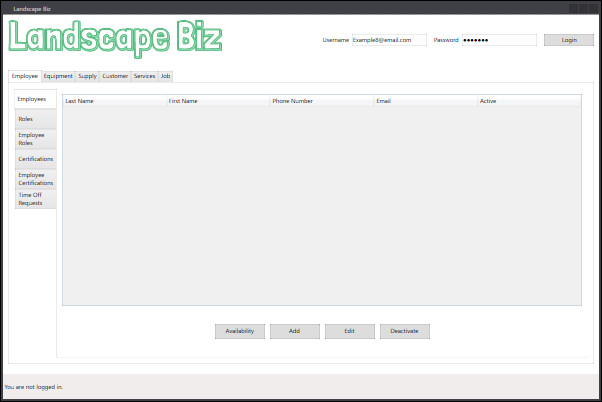 Landscape Biz
Landscape Biz
Username Example8@email.com Password ●●●●●●● Login
Employee Equipment Supply Customer Services Job
Employees
Roles
Employee
Roles
Certifications
Employee
Certifications
Time Off
Requests
Last Name First Name Phone Number Email Active
Availability Add Edit Deactivate
You are not logged in.